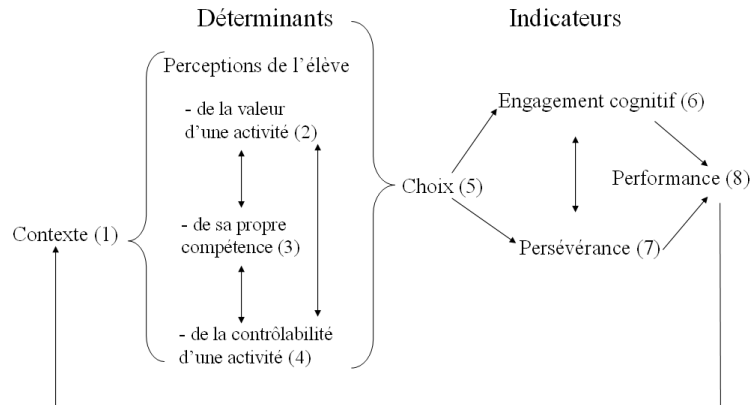 Déterminants
Indicateurs
Perceptions de l’élève
- de la valeur
d’une activité (2)
- de sa propre
compétence (3)
- de la contrôlabilité
d’une activité (4)
Contexte (1)
Choix (5)
Engagement cognitif (6)
Persévérance (7)
Performance (8)